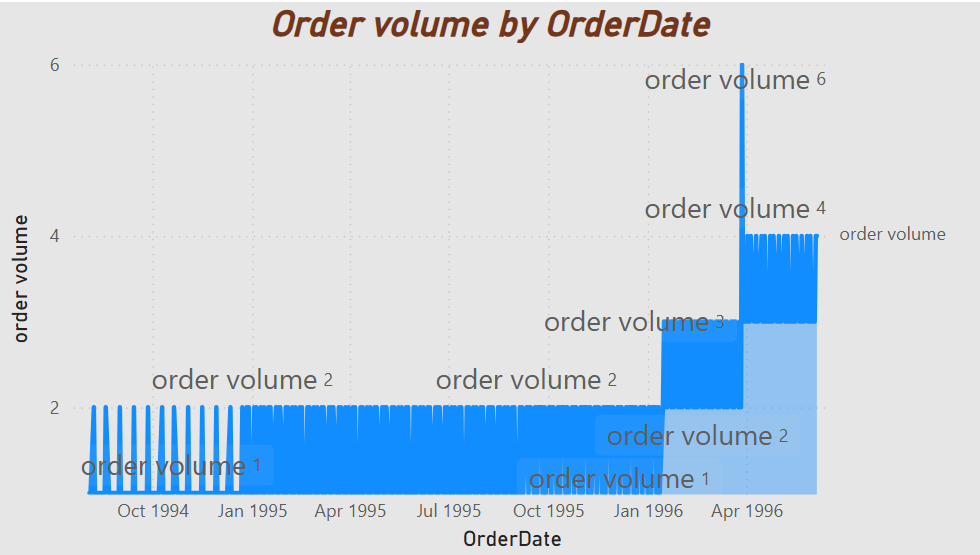 Order volume by OrderDate
6
order volume 6
order volume 4
4
order volume
order volume
order volume 3
order volume 2
order volume 2
2
order volume 2
order volume 1
order volume 1
Oct 1994
Jan 1995
Apr 1995
Jul 1995
Oct 1995
Jan 1996
Apr 1996
OrderDate